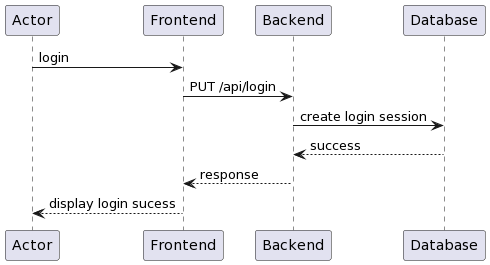 Actor Frontend Backend Database
login
PUT /api/login
create login session
success
response
display login sucess
Actor Frontend Backend Database